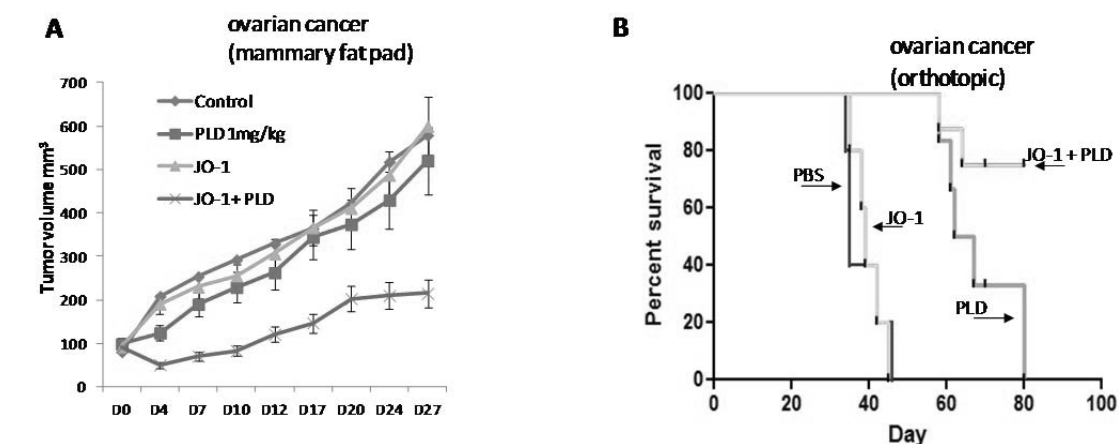 A
ovarian cancer
(mammary fat pad)
700
600
500
400
300
200
100
0
Tumor volume mm³
Control
PLD 1mg/kg
JO-1
JO-1+ PLD
D0 D4 D7 D10 D12 D17 D20 D24 D27
B
ovarian cancer
(orthotopic)
100
80
60
40
20
0
Percent survival
PBS
JO-1
JO-1 + PLD
PLD
0 20 40 60 80 100
Day